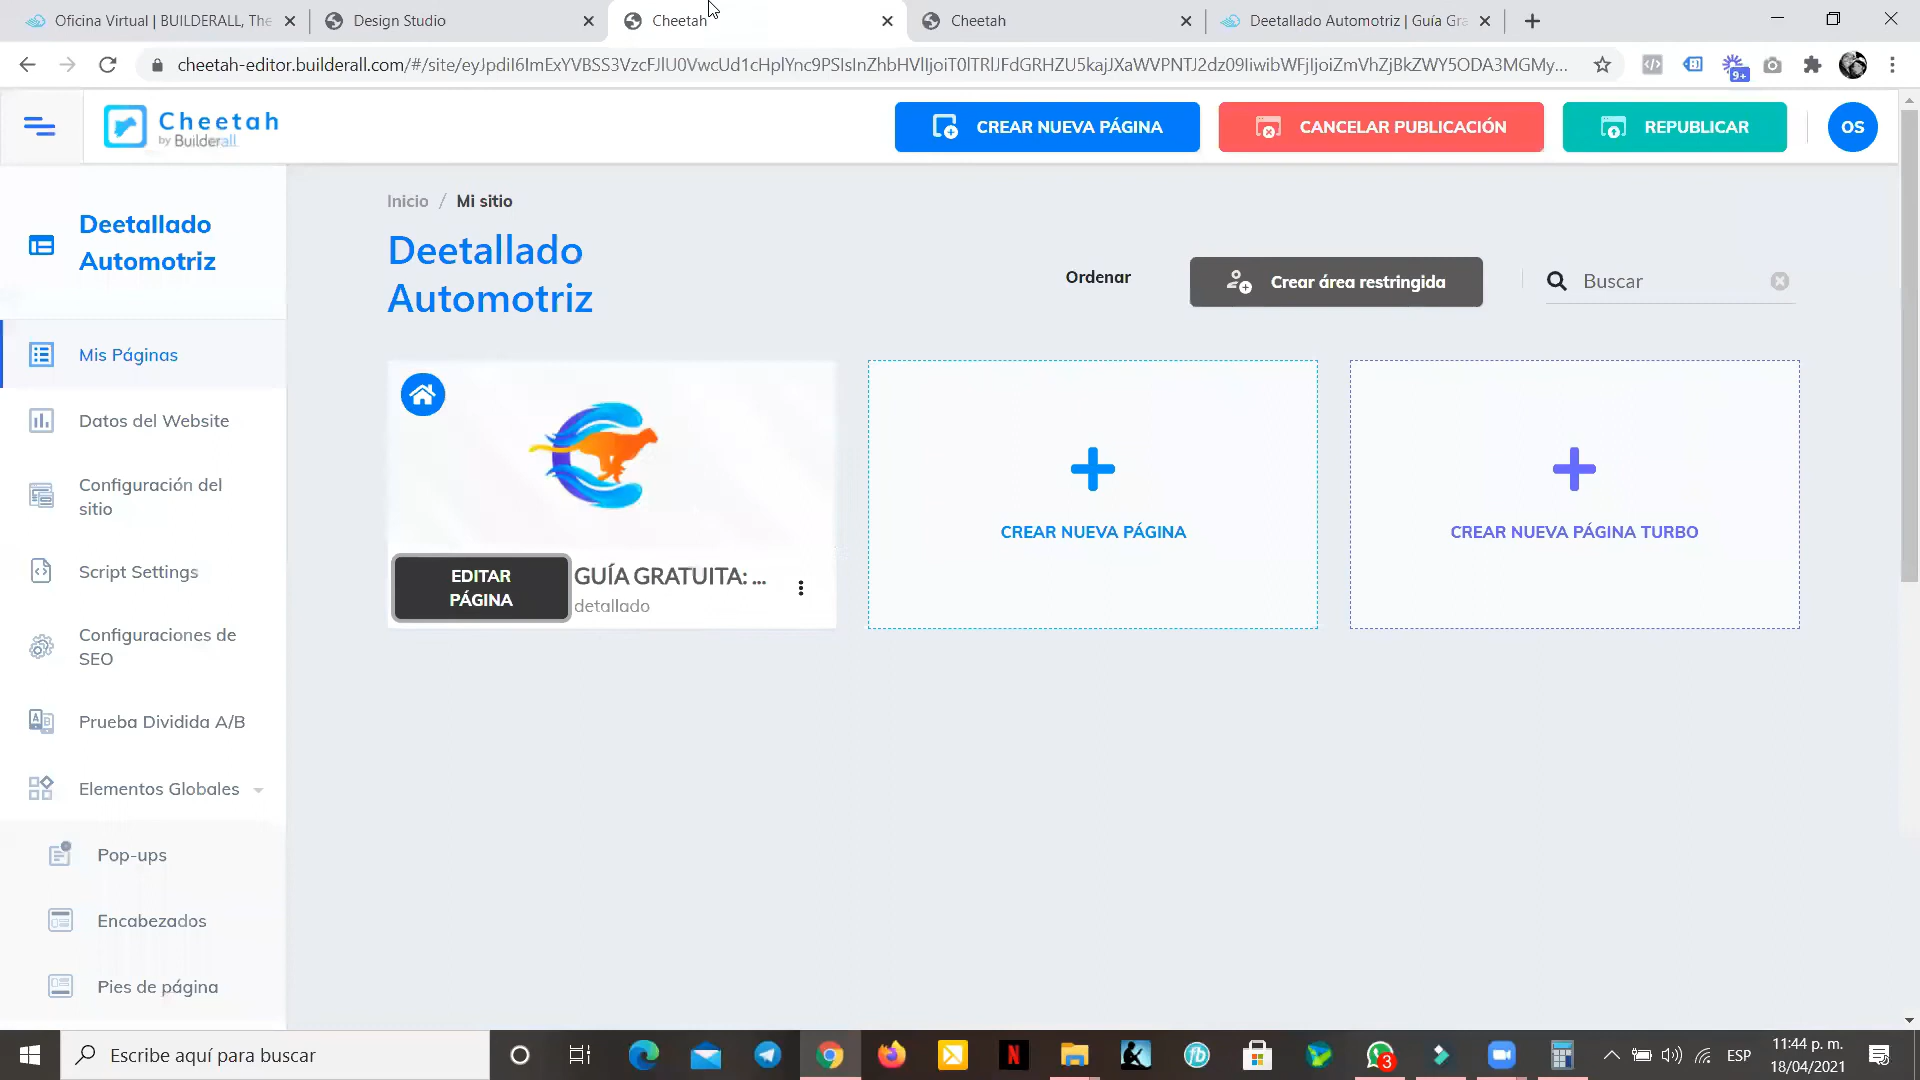 Oficina Virtual | BUILDERALL, The
Design Studio
Cheetah
Cheetah
Deetallado Automotriz | Guía Gra
cheetah-editor.builderall.com/#/site/
9+
Cheetah
by Builderall
CREAR NUEVA PÁGINA
CANCELAR PUBLICACIÓN
REPUBLICAR
OS
Deetallado
Automotriz
Mis Páginas
Datos del Website
Configuración del
sitio
Script Settings
Configuraciones de
SEO
Prueba Dividida A/B
Elementos Globales
Pop-ups
Encabezados
Pies de página
Inicio / Mi sitio
Deetallado
Automotriz
Ordenar
Crear área restringida
Buscar
EDITAR
PÁGINA
GUÍA GRATUITA: ...
detallado
CREAR NUEVA PÁGINA
CREAR NUEVA PÁGINA TURBO
Escribe aquí para buscar
N
fb
3
ESP
11:44 p. m.
18/04/2021